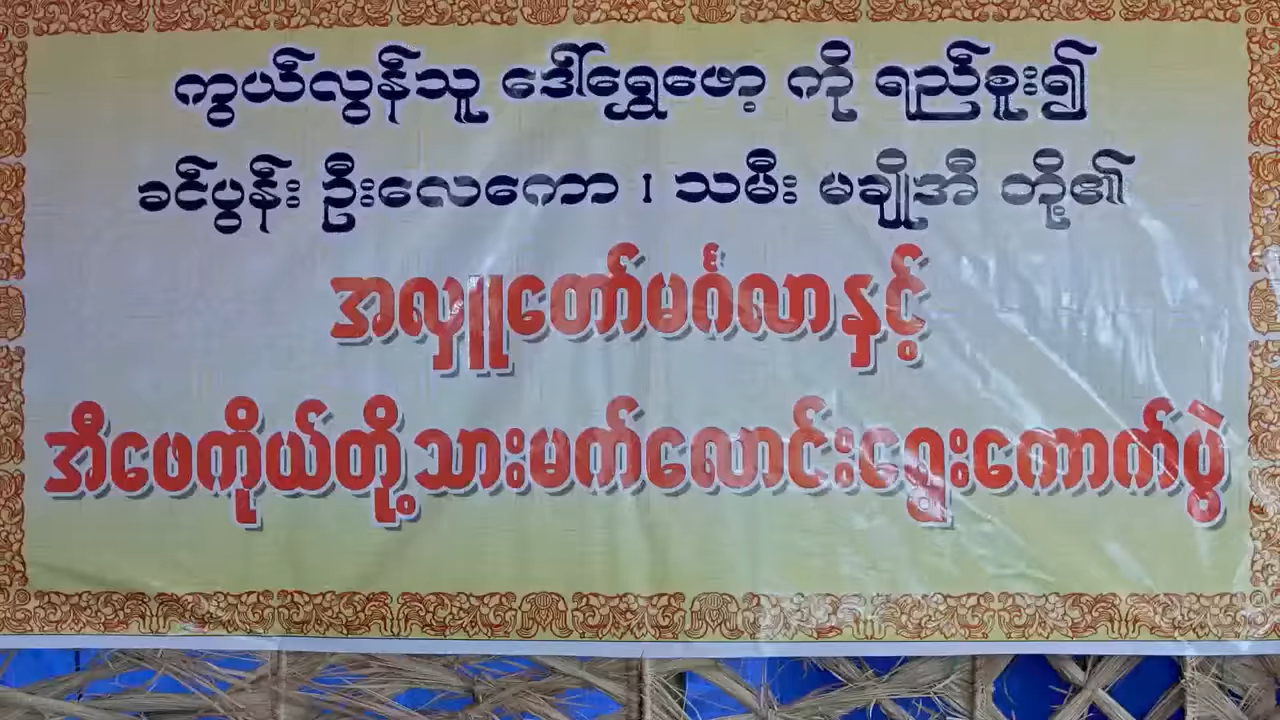 ကွယ်လွန်သူ ဒေါ်ရွှေဖော့ ကို ရည်စူး၍
ခင်ပွန်း ဦးလေကော ၊ သမီး မချိုအီ တို့၏
အလှူတော်မင်္ဂလာနှင့်
အီဖေကိုယ်တို့သားမက်လောင်းရွေးကောက်ပွဲ